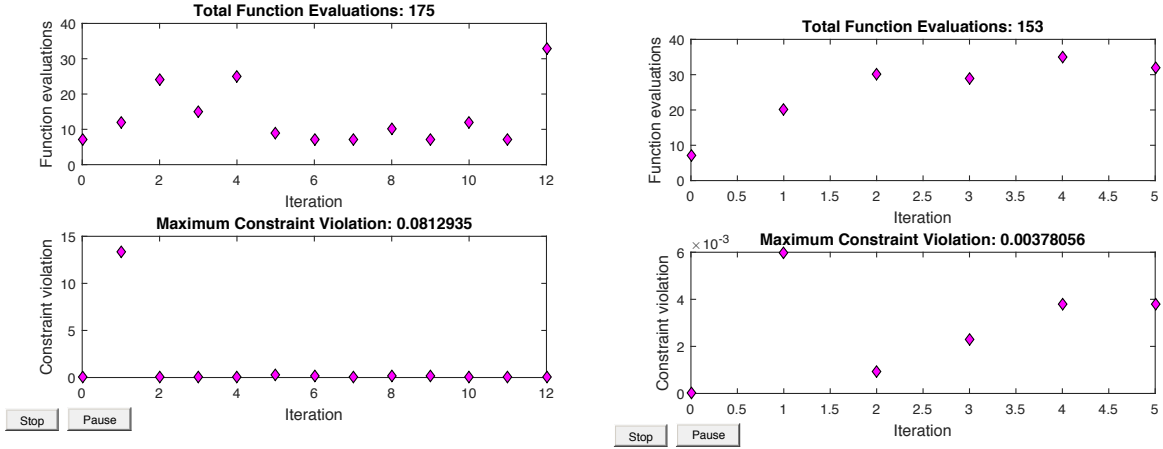 Total Function Evaluations: 175
Function evaluations
40
30
20
10
0
0 2 4 6 8 10 12
Iteration
Maximum Constraint Violation: 0.0812935
Constraint violation
15
10
5
0
0 2 4 6 8 10 12
Iteration
Stop Pause
Total Function Evaluations: 153
Function evaluations
40
30
20
10
0
0 0.5 1 1.5 2 2.5 3 3.5 4 4.5 5
Iteration
×10⁻³
Maximum Constraint Violation: 0.00378056
Constraint violation
6
4
2
0
0 0.5 1 1.5 2 2.5 3 3.5 4 4.5 5
Iteration
Stop Pause